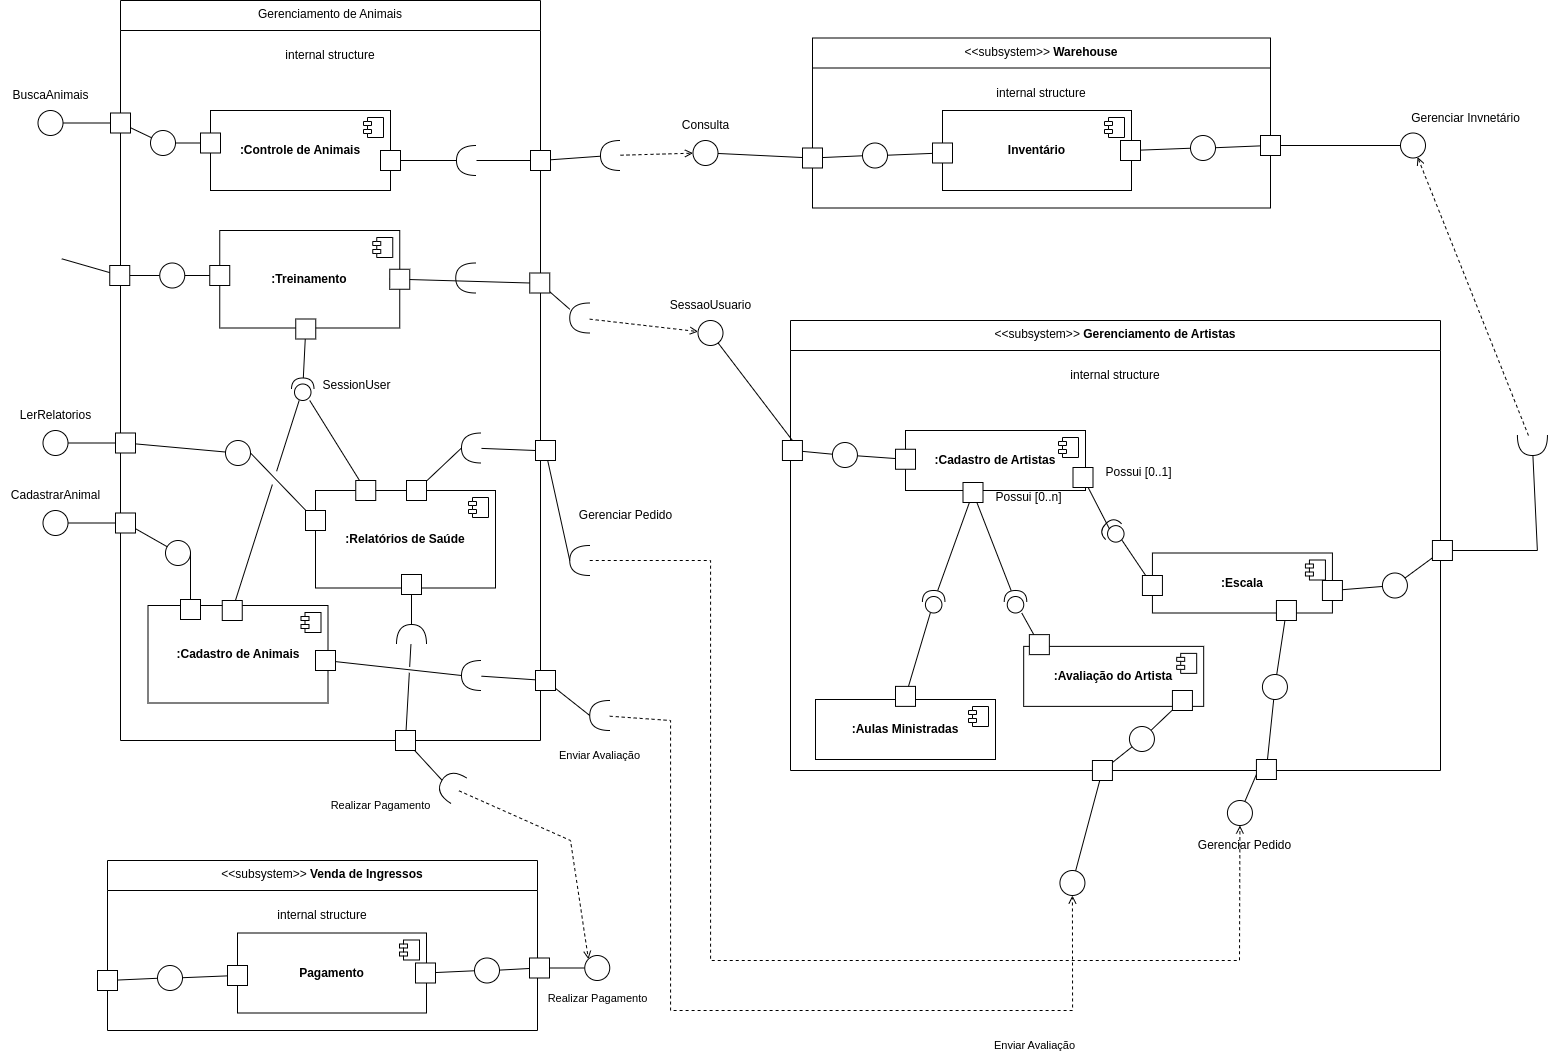 Gerenciamento de Animais
internal structure
BuscaAnimais
:Controle de Animais
Consulta
<<subsystem>> Warehouse
internal structure
Inventário
Gerenciar Invnetário
:Treinamento
SessaoUsuario
SessionUser
LerRelatorios
CadastrarAnimal
:Relatórios de Saúde
Gerenciar Pedido
:Cadastro de Animais
Enviar Avaliação
Realizar Pagamento
<<subsystem>> Gerenciamento de Artistas
internal structure
:Cadastro de Artistas
Possui [0..1]
Possui [0..n]
:Escala
:Avaliação do Artista
:Aulas Ministradas
Gerenciar Pedido
<<subsystem>> Venda de Ingressos
internal structure
Pagamento
Realizar Pagamento
Enviar Avaliação